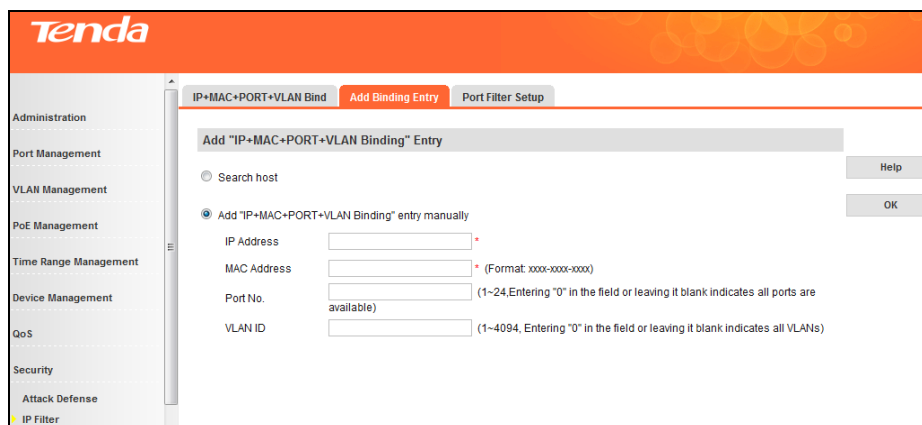 Tenda
Administration
Port Management
VLAN Management
PoE Management
Time Range Management
Device Management
QoS
Security
Attack Defense
IP Filter
IP+MAC+PORT+VLAN Bind
Add Binding Entry
Port Filter Setup
Add "IP+MAC+PORT+VLAN Binding" Entry
Search host
Add "IP+MAC+PORT+VLAN Binding" entry manually
IP Address *
MAC Address * (Format: xxxx-xxxx-xxxx)
Port No. (1~24,Entering "0" in the field or leaving it blank indicates all ports are
available)
VLAN ID (1~4094, Entering "0" in the field or leaving it blank indicates all VLANs)
Help
OK